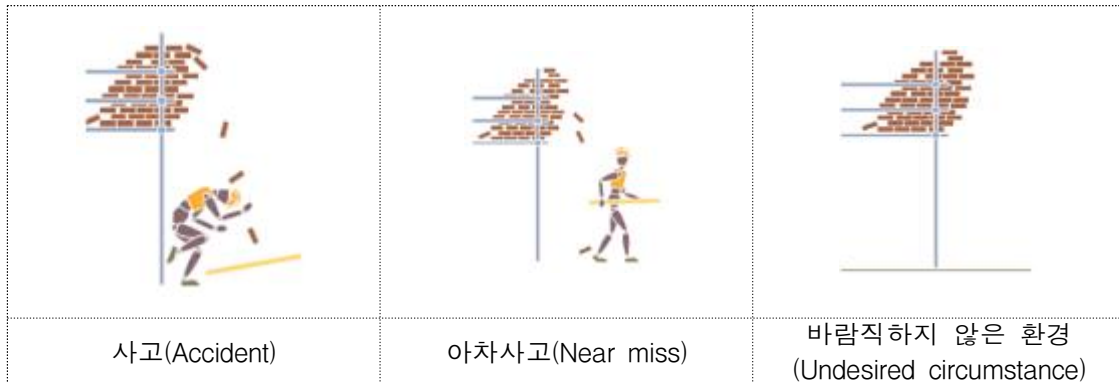 사고(Accident)
아차사고(Near miss)
바람직하지 않은 환경
(Undesired circumstance)